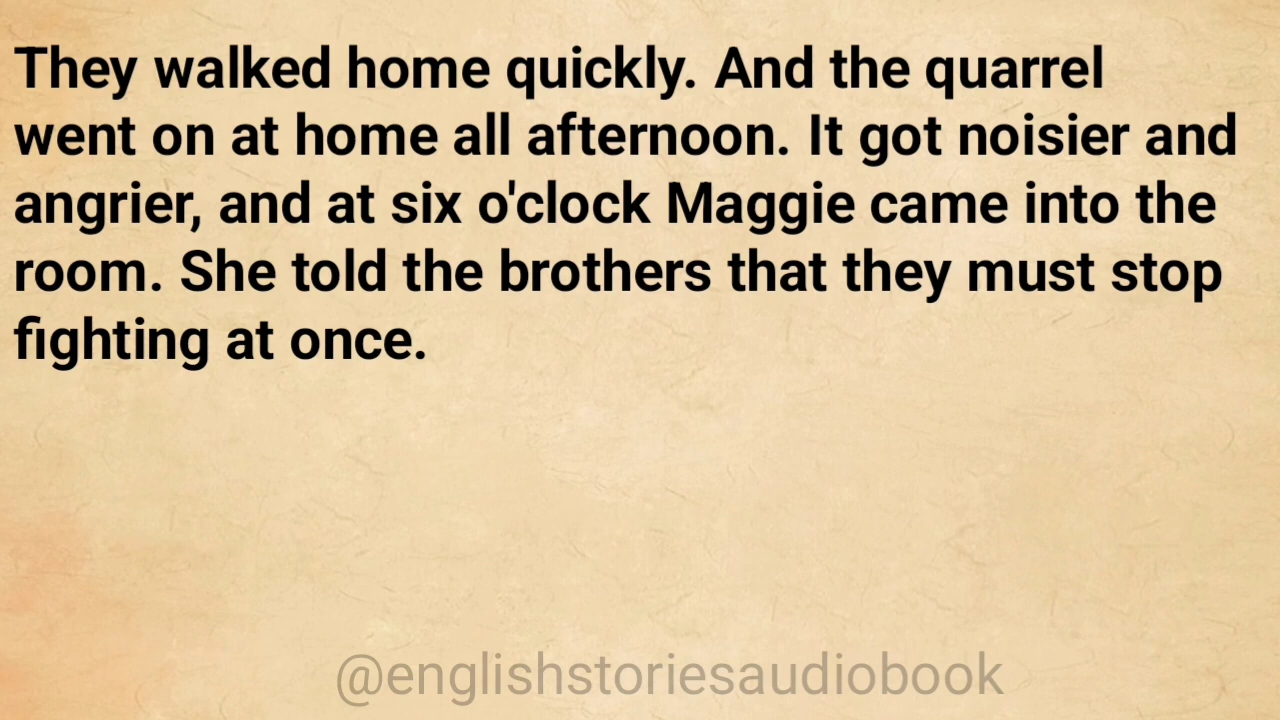 They walked home quickly. And the quarrel
went on at home all afternoon. It got noisier and
angrier, and at six o'clock Maggie came into the
room. She told the brothers that they must stop
fighting at once.
@englishstoriesaudiobook